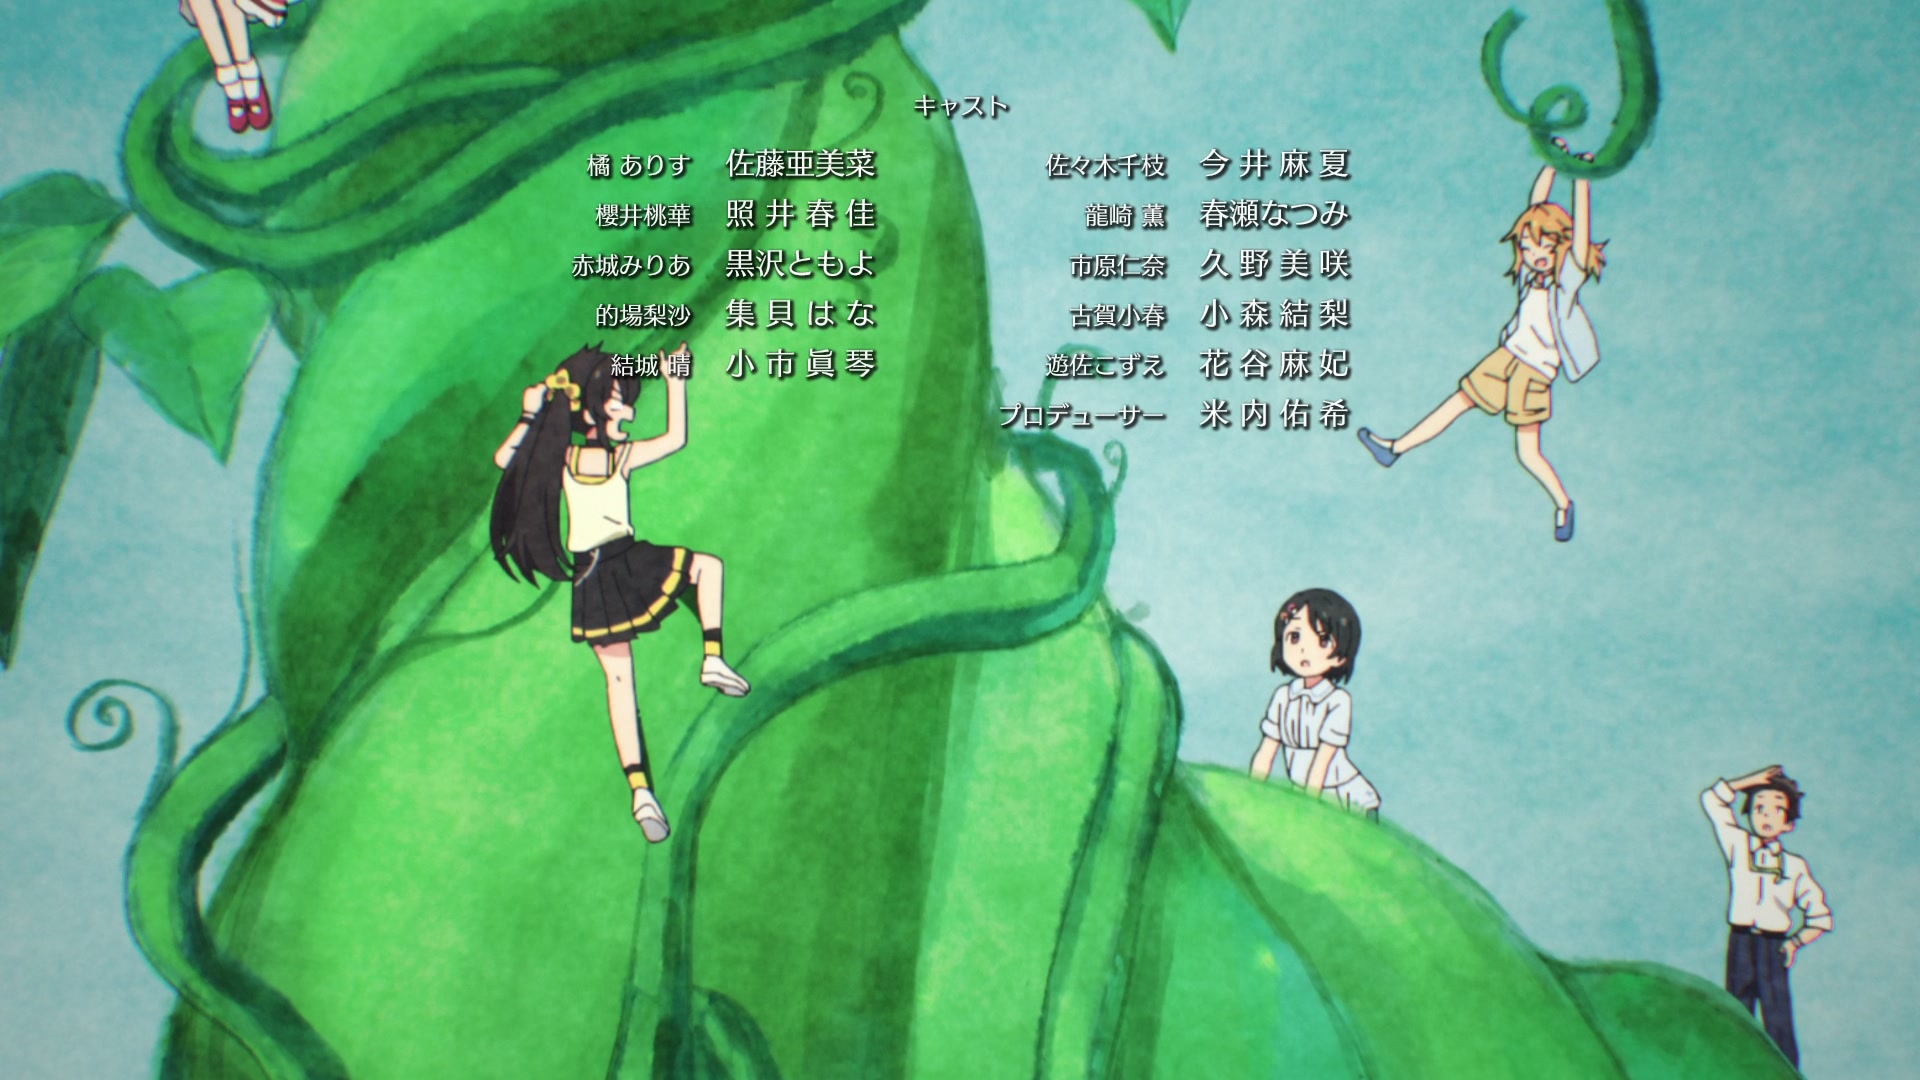 キャスト
橘 ありす 佐藤亜美菜
櫻井桃華 照井春佳
赤城みりあ 黒沢ともよ
的場梨沙 集貝はな
結城 晴 小市眞琴
佐々木千枝 今井麻夏
龍崎 薫 春瀬なつみ
市原仁奈 久野美咲
古賀小春 小森結梨
遊佐こずえ 花谷麻妃
プロデューサー 米内佑希